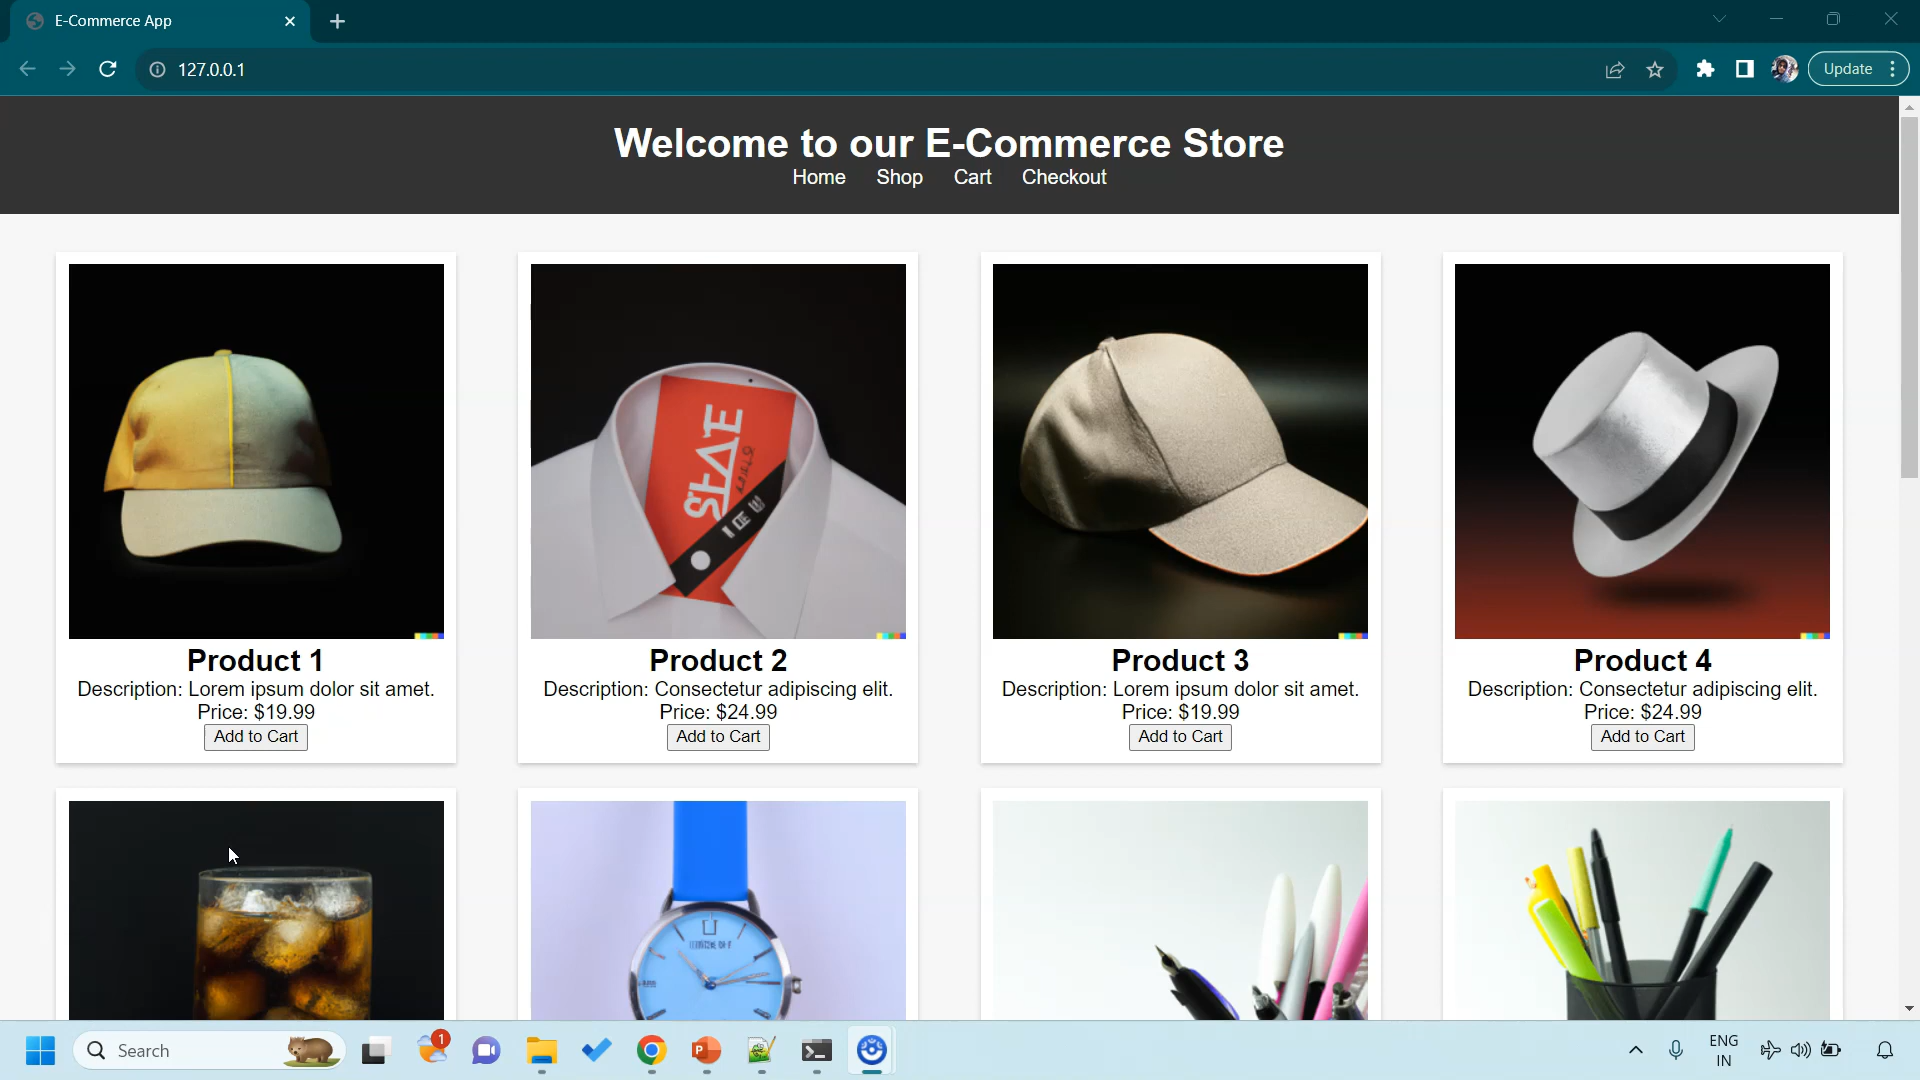 E-Commerce App
127.0.0.1
Update
Welcome to our E-Commerce Store
Home Shop Cart Checkout
Product 1
Description: Lorem ipsum dolor sit amet.
Price: $19.99
Add to Cart
Product 2
Description: Consectetur adipiscing elit.
Price: $24.99
Add to Cart
Product 3
Description: Lorem ipsum dolor sit amet.
Price: $19.99
Add to Cart
Product 4
Description: Consectetur adipiscing elit.
Price: $24.99
Add to Cart
Search
1
ENG
IN